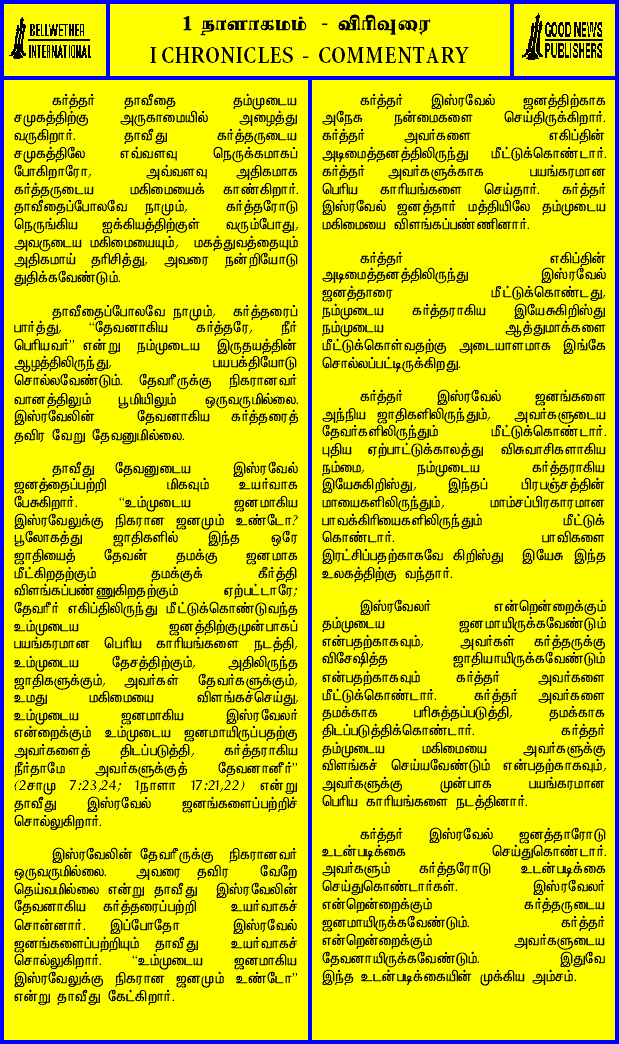 BELLWETHER
INTERNATIONAL
1 நாளாகமம் - விரிவுரை
I CHRONICLES - COMMENTARY
GOOD NEWS
PUBLISHERS
கர்த்தர் தாவீதை தம்முடைய
சமுகத்திற்கு அருகாமையில் அழைத்து
வருகிறார். தாவீது கர்த்தருடைய
சமுகத்திலே எவ்வளவு நெருக்கமாகப்
போகிறாரோ, அவ்வளவு அதிகமாக
கர்த்தருடைய மகிமையைக் காண்கிறார்.
தாவீதைப்போலவே நாமும், கர்த்தரோடு
நெருங்கிய ஐக்கியத்திற்குள் வரும்போது,
அவருடைய மகிமையையும், மகத்துவத்தையும்
அதிகமாய் தரிசித்து, அவரை நன்றியோடு
துதிக்கவேண்டும்.
தாவீதைப்போலவே நாமும், கர்த்தரைப்
பார்த்து, “தேவனாகிய கர்த்தரே, நீர்
பெரியவர்” என்று நம்முடைய இருதயத்தின்
ஆழத்திலிருந்து, பயபக்தியோடு
சொல்லவேண்டும். தேவரீருக்கு நிகரானவர்
வானத்திலும் பூமியிலும் ஒருவருமில்லை.
இஸ்ரவேலின் தேவனாகிய கர்த்தரைத்
தவிர வேறு தேவனுமில்லை.
தாவீது தேவனுடைய இஸ்ரவேல்
ஜனத்தைப்பற்றி மிகவும் உயர்வாக
பேசுகிறார். “உம்முடைய ஜனமாகிய
இஸ்ரவேலுக்கு நிகரான ஜனமும் உண்டோ?
பூலோகத்து ஜாதிகளில் இந்த ஒரே
ஜாதியைத் தேவன் தமக்கு ஜனமாக
மீட்கிறதற்கும் தமக்குக் கீர்த்தி
விளங்கப்பண்ணுகிறதற்கும் ஏற்பட்டாரே;
தேவரீர் எகிப்திலிருந்து மீட்டுக்கொண்டுவந்த
உம்முடைய ஜனத்திற்குமுன்பாகப்
பயங்கரமான பெரிய காரியங்களை நடத்தி,
உம்முடைய தேசத்திற்கும், அதிலிருந்த
ஜாதிகளுக்கும், அவர்கள் தேவர்களுக்கும்,
உமது மகிமையை விளங்கச்செய்து,
உம்முடைய ஜனமாகிய இஸ்ரவேலர்
என்றைக்கும் உம்முடைய ஜனமாயிருப்பதற்கு
அவர்களைத் திடப்படுத்தி, கர்த்தராகிய
நீர்தாமே அவர்களுக்குத் தேவனானீர்”
(2சாமு 7:23,24; 1நாளா 17:21,22) என்று
தாவீது இஸ்ரவேல் ஜனங்களைப்பற்றிச்
சொல்லுகிறார்.
இஸ்ரவேலின் தேவரீருக்கு நிகரானவர்
ஒருவருமில்லை. அவரை தவிர வேறே
தெய்வமில்லை என்று தாவீது இஸ்ரவேலின்
தேவனாகிய கர்த்தரைப்பற்றி உயர்வாகச்
சொன்னார். இப்போதோ இஸ்ரவேல்
ஜனங்களைப்பற்றியும் தாவீது உயர்வாகச்
சொல்லுகிறார். “உம்முடைய ஜனமாகிய
இஸ்ரவேலுக்கு நிகரான ஜனமும் உண்டோ”
என்று தாவீது கேட்கிறார்.
கர்த்தர் இஸ்ரவேல் ஜனத்திற்காக
அநேக நன்மைகளை செய்திருக்கிறார்.
கர்த்தர் அவர்களை எகிப்தின்
அடிமைத்தனத்திலிருந்து மீட்டுக்கொண்டார்.
கர்த்தர் அவர்களுக்காக பயங்கரமான
பெரிய காரியங்களை செய்தார். கர்த்தர்
இஸ்ரவேல் ஜனத்தார் மத்தியிலே தம்முடைய
மகிமையை விளங்கப்பண்ணினார்.
கர்த்தர் எகிப்தின்
அடிமைத்தனத்திலிருந்து இஸ்ரவேல்
ஜனத்தாரை மீட்டுக்கொண்டது,
நம்முடைய கர்த்தராகிய இயேசுகிறிஸ்து
நம்முடைய ஆத்துமாக்களை
மீட்டுக்கொள்வதற்கு அடையாளமாக இங்கே
சொல்லப்பட்டிருக்கிறது.
கர்த்தர் இஸ்ரவேல் ஜனங்களை
அந்நிய ஜாதிகளிலிருந்தும், அவர்களுடைய
தேவர்களிலிருந்தும் மீட்டுக்கொண்டார்.
புதிய ஏற்பாட்டுக்காலத்து விசுவாசிகளாகிய
நம்மை, நம்முடைய கர்த்தராகிய
இயேசுகிறிஸ்து, இந்தப் பிரபஞ்சத்தின்
மாயைகளிலிருந்தும், மாம்சப்பிரகாரமான
பாவக்கிரியைகளிலிருந்தும் மீட்டுக்
கொண்டார். பாவிகளை
இரட்சிப்பதற்காகவே கிறிஸ்து இயேசு இந்த
உலகத்திற்கு வந்தார்.
இஸ்ரவேலர் என்றென்றைக்கும்
தம்முடைய ஜனமாயிருக்கவேண்டும்
என்பதற்காகவும், அவர்கள் கர்த்தருக்கு
விசேஷித்த ஜாதியாயிருக்கவேண்டும்
என்பதற்காகவும் கர்த்தர் அவர்களை
மீட்டுக்கொண்டார். கர்த்தர் அவர்களை
தமக்காக பரிசுத்தப்படுத்தி, தமக்காக
திடப்படுத்திக்கொண்டார். கர்த்தர்
தம்முடைய மகிமையை அவர்களுக்கு
விளங்கச் செய்யவேண்டும் என்பதற்காகவும்,
அவர்களுக்கு முன்பாக பயங்கரமான
பெரிய காரியங்களை நடத்தினார்.
கர்த்தர் இஸ்ரவேல் ஜனத்தாரோடு
உடன்படிக்கை செய்துகொண்டார்.
அவர்களும் கர்த்தரோடு உடன்படிக்கை
செய்துகொண்டார்கள். இஸ்ரவேலர்
என்றென்றைக்கும் கர்த்தருடைய
ஜனமாயிருக்கவேண்டும். கர்த்தர்
என்றென்றைக்கும் அவர்களுடைய
தேவனாயிருக்கவேண்டும். இதுவே
இந்த உடன்படிக்கையின் முக்கிய அம்சம்.